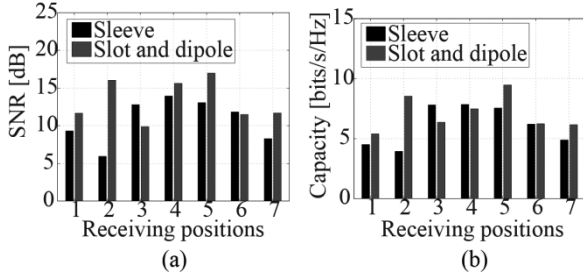 25
20
15
10
5
0
SNR [dB]
Sleeve
Slot and dipole
1 2 3 4 5 6 7
Receiving positions
(a)
15
10
5
0
Capacity [bits/s/Hz]
Sleeve
Slot and dipole
1 2 3 4 5 6 7
Receiving positions
(b)